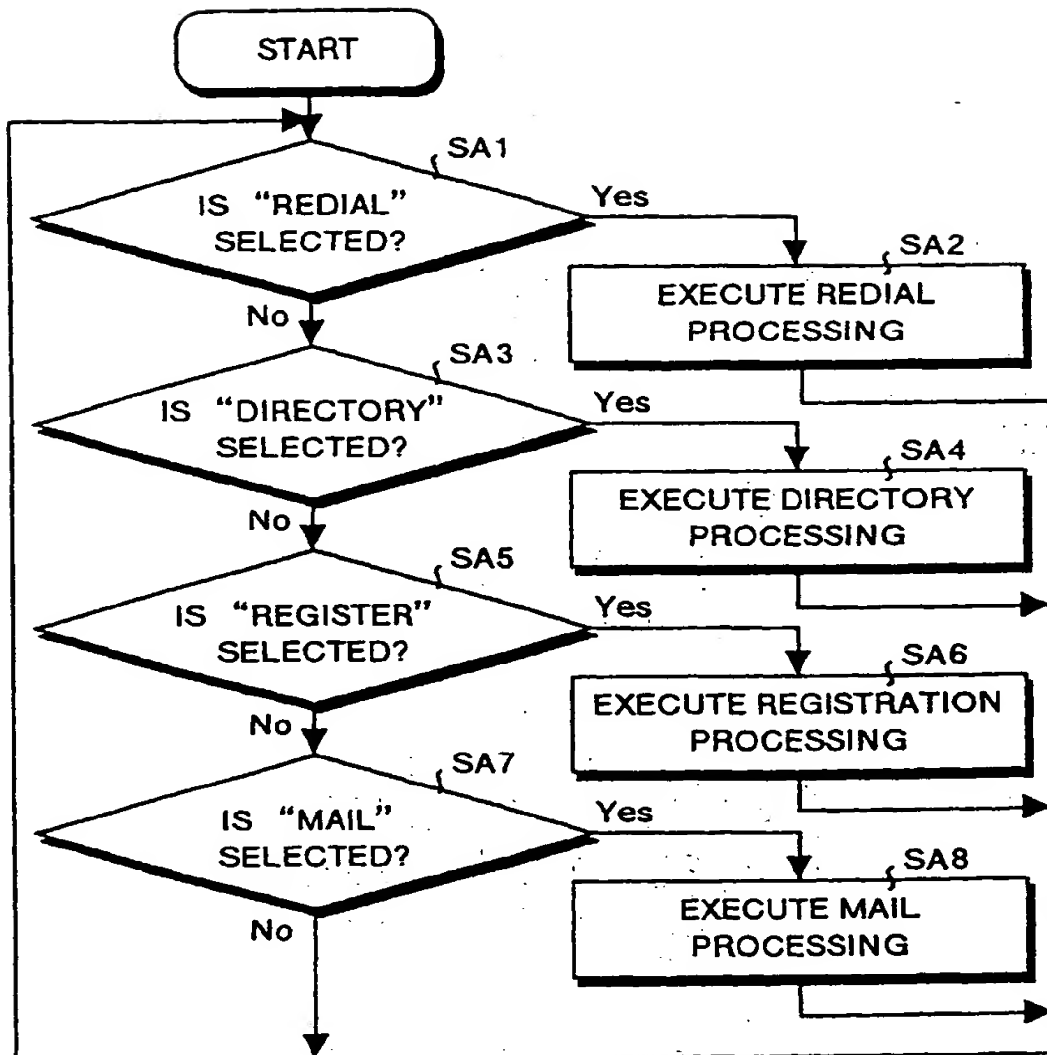 START
SA1
IS “REDIAL”
SELECTED?
Yes
No
SA2
EXECUTE REDIAL
PROCESSING
SA3
IS “DIRECTORY”
SELECTED?
Yes
No
SA4
EXECUTE DIRECTORY
PROCESSING
SA5
IS “REGISTER”
SELECTED?
Yes
No
SA6
EXECUTE REGISTRATION
PROCESSING
SA7
IS “MAIL”
SELECTED?
Yes
No
SA8
EXECUTE MAIL
PROCESSING